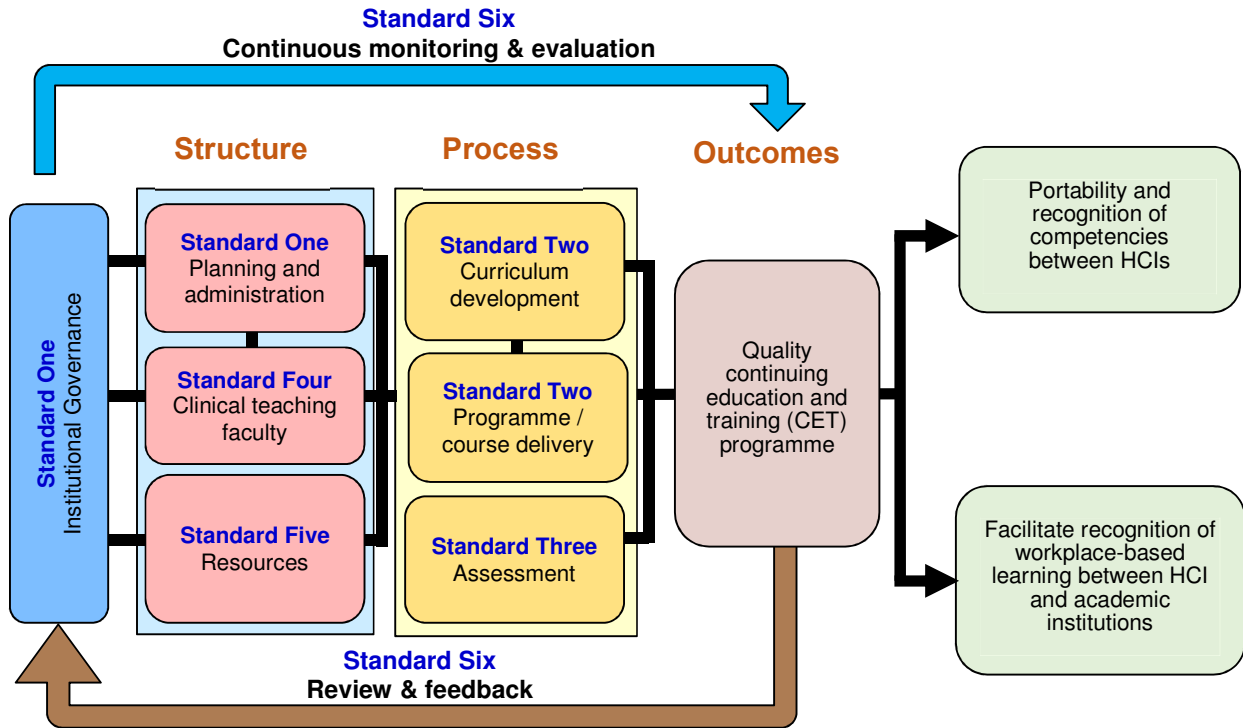 Standard Six
Continuous monitoring & evaluation
Structure
Process
Outcomes
Standard One
Institutional Governance
Standard One
Planning and
administration
Standard Four
Clinical teaching
faculty
Standard Five
Resources
Standard Two
Curriculum
development
Standard Two
Programme /
course delivery
Standard Three
Assessment
Quality
continuing
education and
training (CET)
programme
Portability and
recognition of
competencies
between HCIs
Facilitate recognition of
workplace-based
learning between HCI
and academic
institutions
Standard Six
Review & feedback